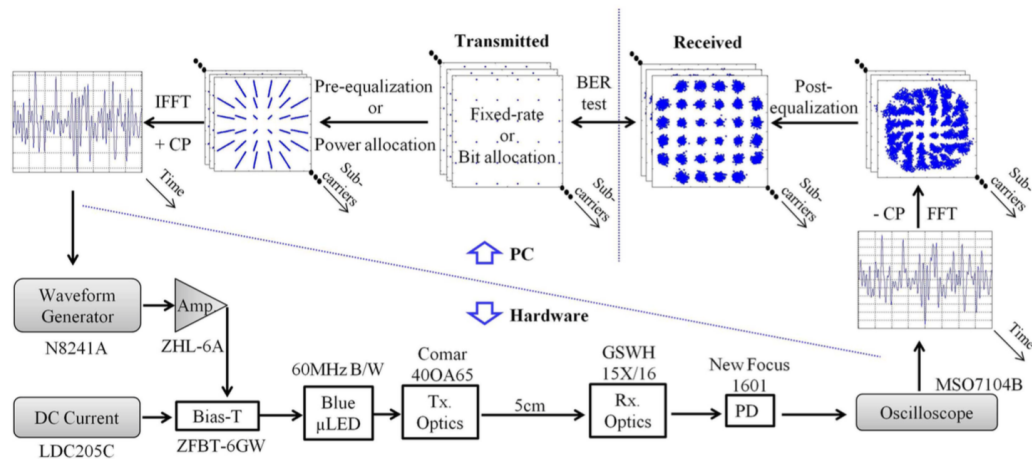 Transmitted
Received
IFFT
+ CP
Pre-equalization
or
Power allocation
Fixed-rate
or
Bit allocation
BER
test
Post-
equalization
Time
Sub-
carriers
Sub-
carriers
Sub-
carriers
Sub-
carriers
- CP
FFT
PC
Hardware
Time
Waveform
Generator
N8241A
Amp
ZHL-6A
DC Current
LDC205C
Bias-T
ZFBT-6GW
60MHz B/W
Blue
μLED
Comar
40OA65
Tx.
Optics
5cm
GSWH
15X/16
Rx.
Optics
New Focus
1601
PD
MSO7104B
Oscilloscope